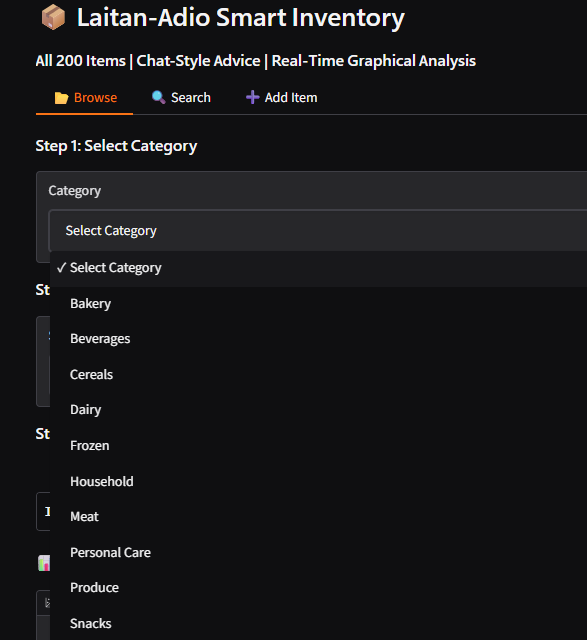 Laitan-Adio Smart Inventory
All 200 Items | Chat-Style Advice | Real-Time Graphical Analysis
Browse Search Add Item
Step 1: Select Category
Category
Select Category
✓ Select Category
St
Bakery
Beverages
Cereals
Dairy
St
Frozen
Household
Meat
Personal Care
Produce
Snacks